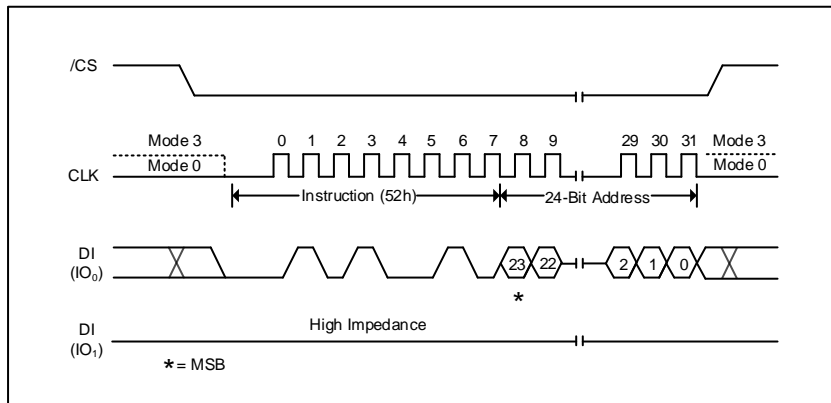 /CS
Mode 3
0 1 2 3 4 5 6 7 8 9 29 30 31
Mode 3
Mode 0
Mode 0
CLK
Instruction (52h)
24-Bit Address
DI
(IO₀)
23 22 2 1 0
*
High Impedance
DI
(IO₁)
* = MSB